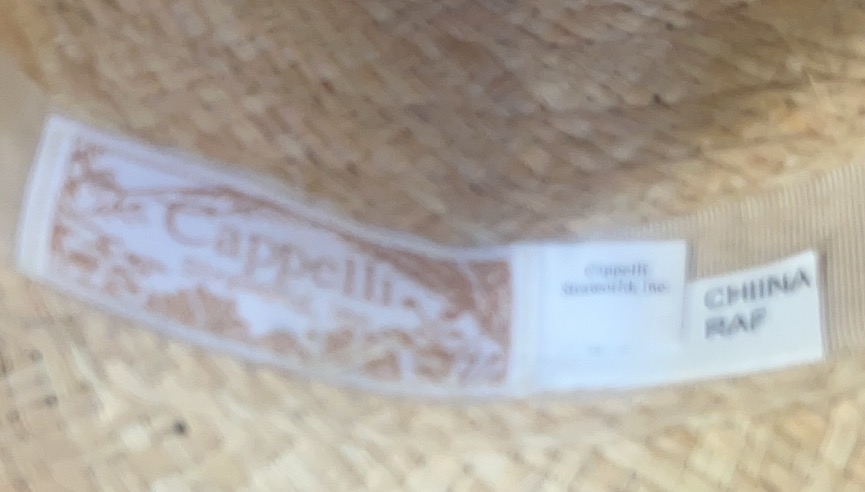 Cappelli
Cappelli
Straworld, Inc.
CHINA
RAF